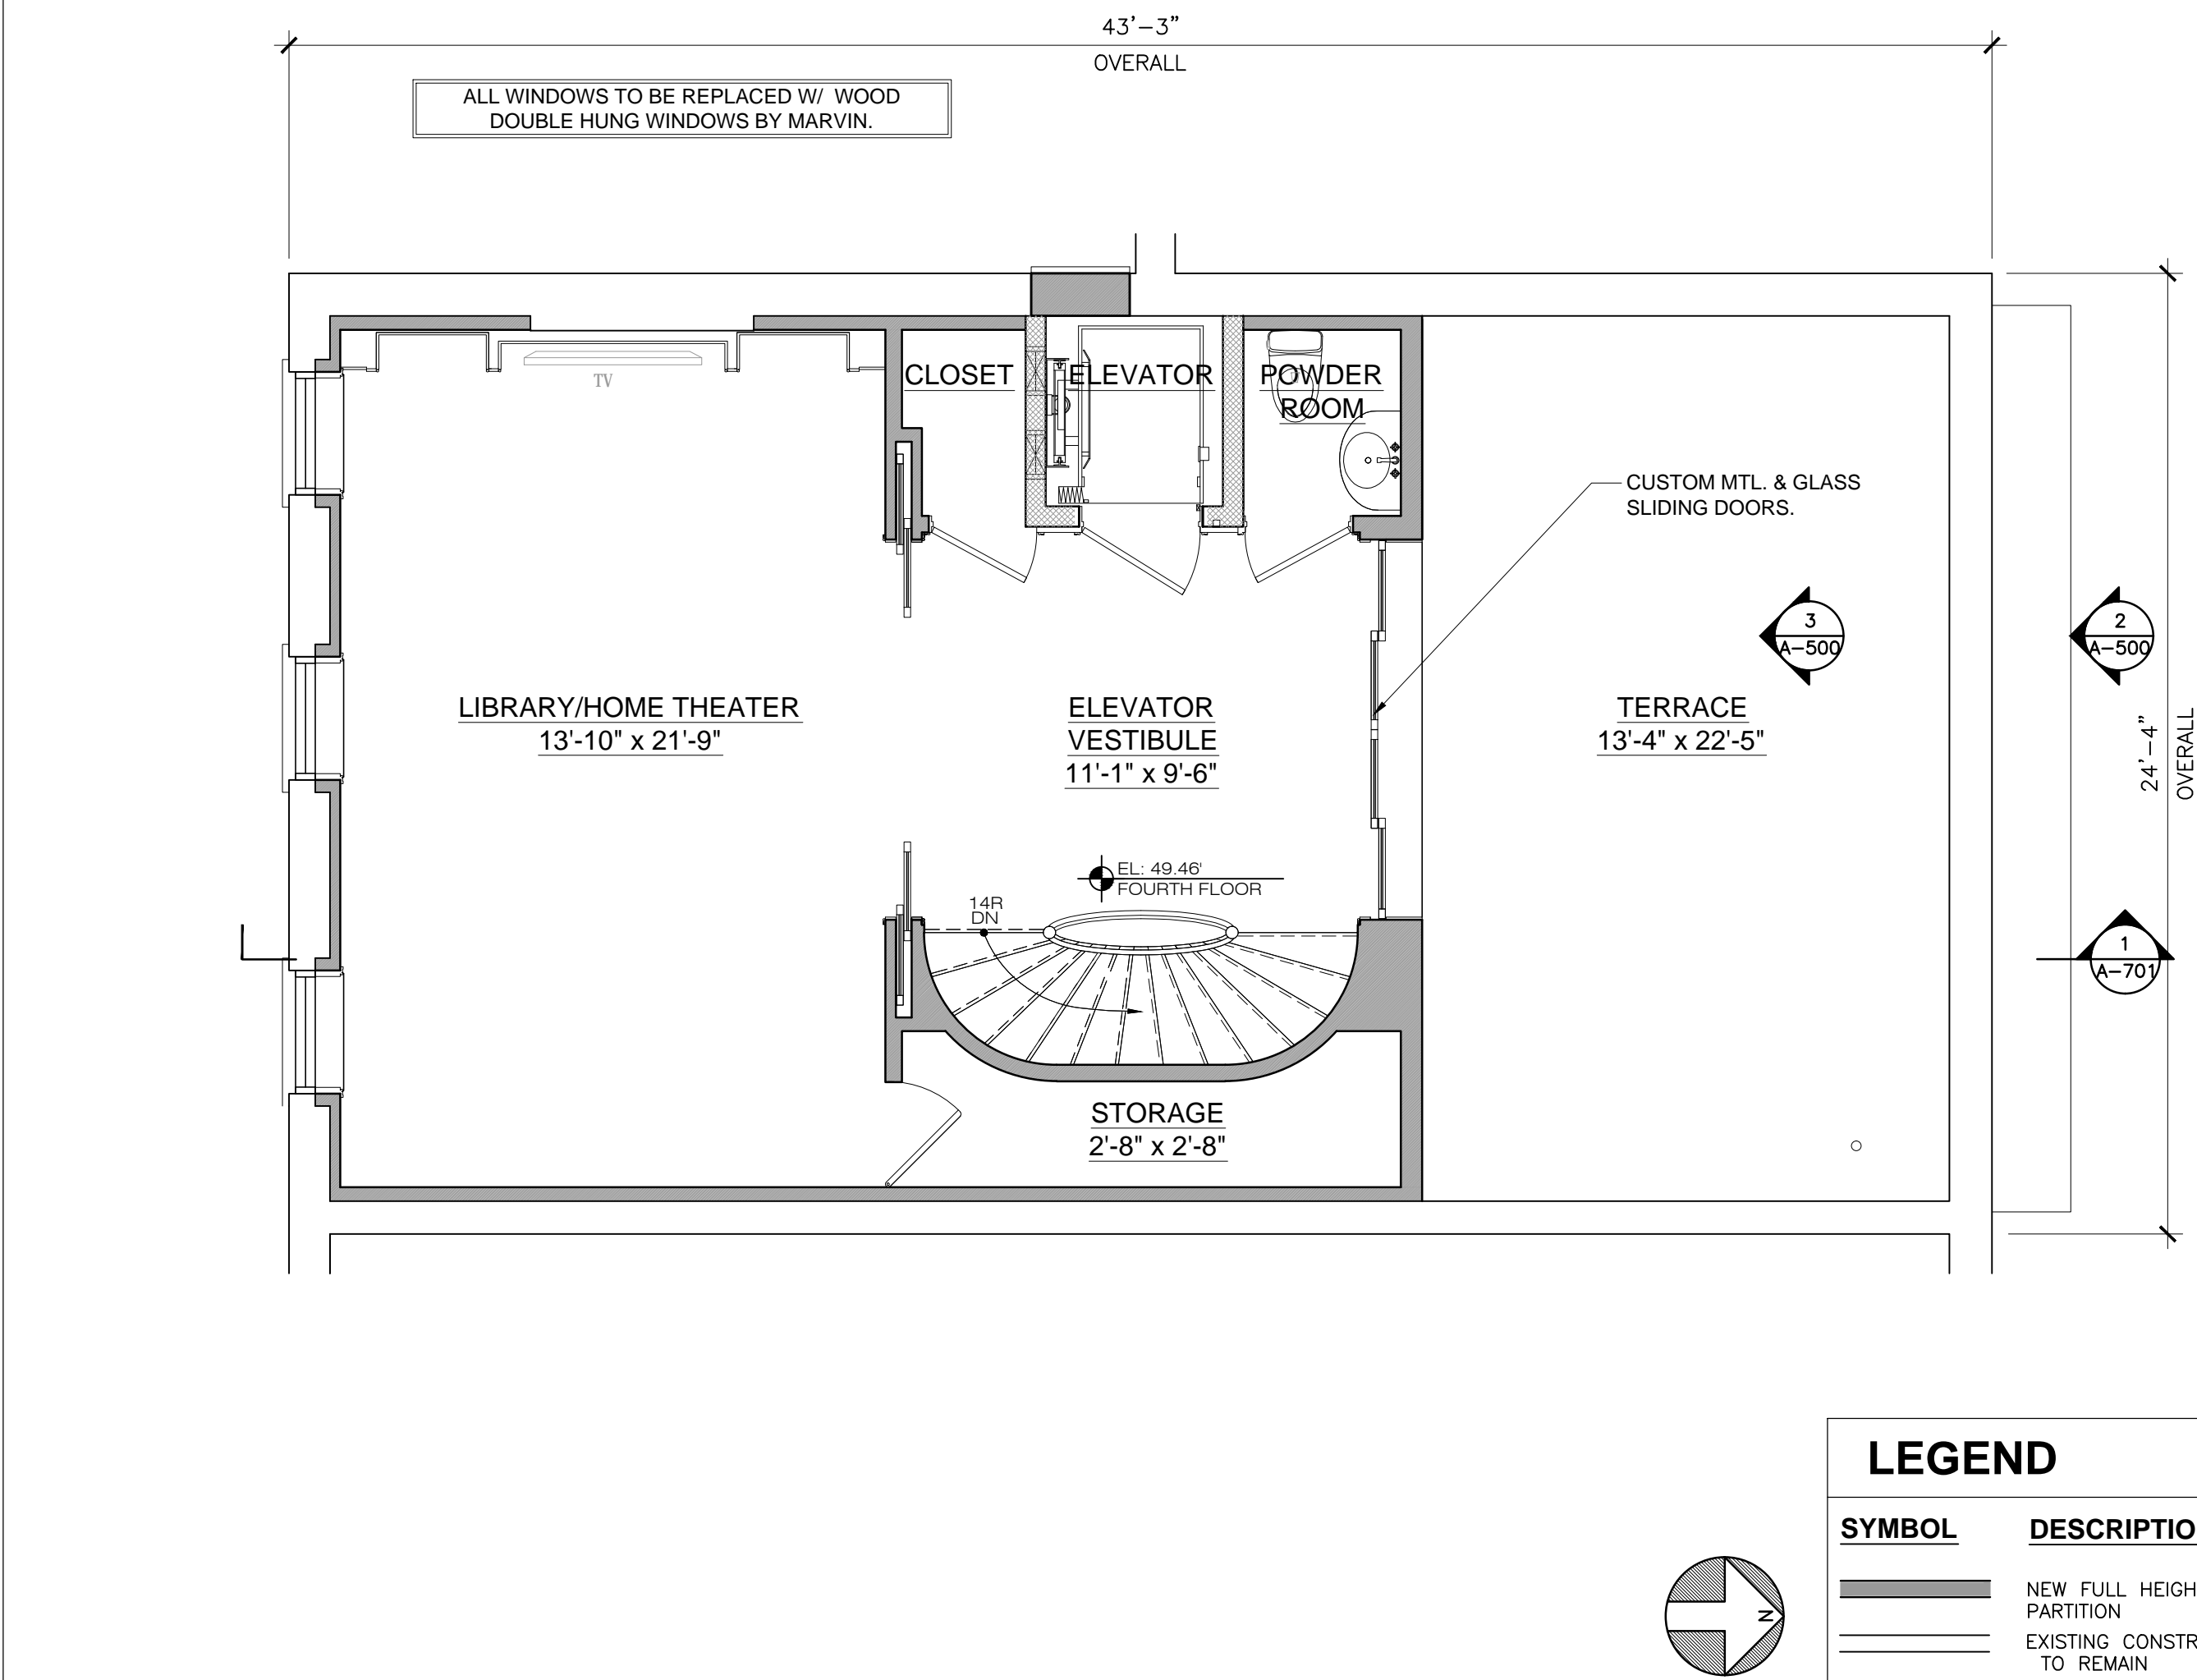 43'-3"
OVERALL
ALL WINDOWS TO BE REPLACED W/ WOOD
DOUBLE HUNG WINDOWS BY MARVIN.
TV
CLOSET
ELEVATOR
POWDER
ROOM
CUSTOM MTL. & GLASS
SLIDING DOORS.
3
A-500
2
A-500
LIBRARY/HOME THEATER
13'-10" x 21'-9"
ELEVATOR
VESTIBULE
11'-1" x 9'-6"
TERRACE
13'-4" x 22'-5"
24'-4"
OVERALL
EL: 49.46'
FOURTH FLOOR
14R
DN
1
A-701
STORAGE
2'-8" x 2'-8"
LEGEND
SYMBOL
DESCRIPTIO
NEW FULL HEIGH
PARTITION
EXISTING CONSTR
TO REMAIN
N